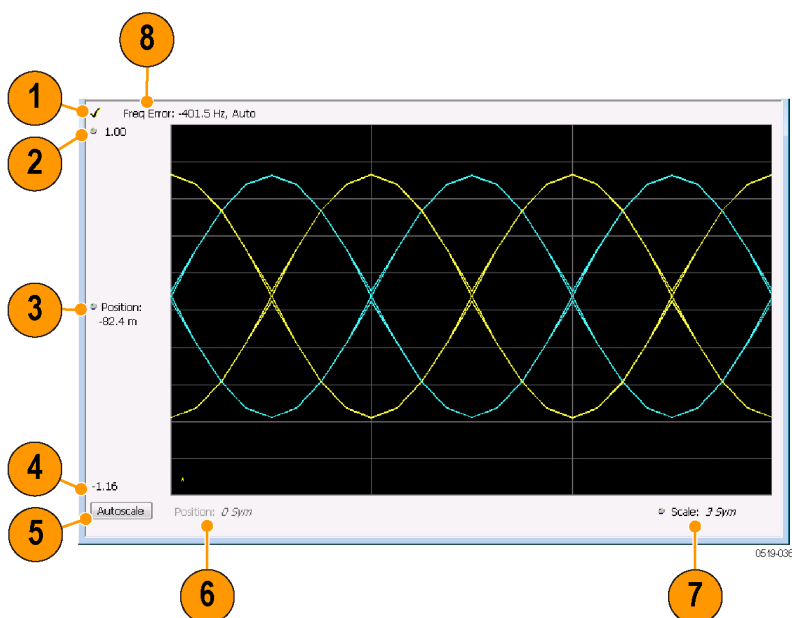 8
1
Freq Error: -401.5 Hz, Auto
2
1.00
3
Position:
-82.4 m
4
-1.16
5
Autoscale
Position: 0 Sym
Scale: 3 Sym
0519-036
6
7